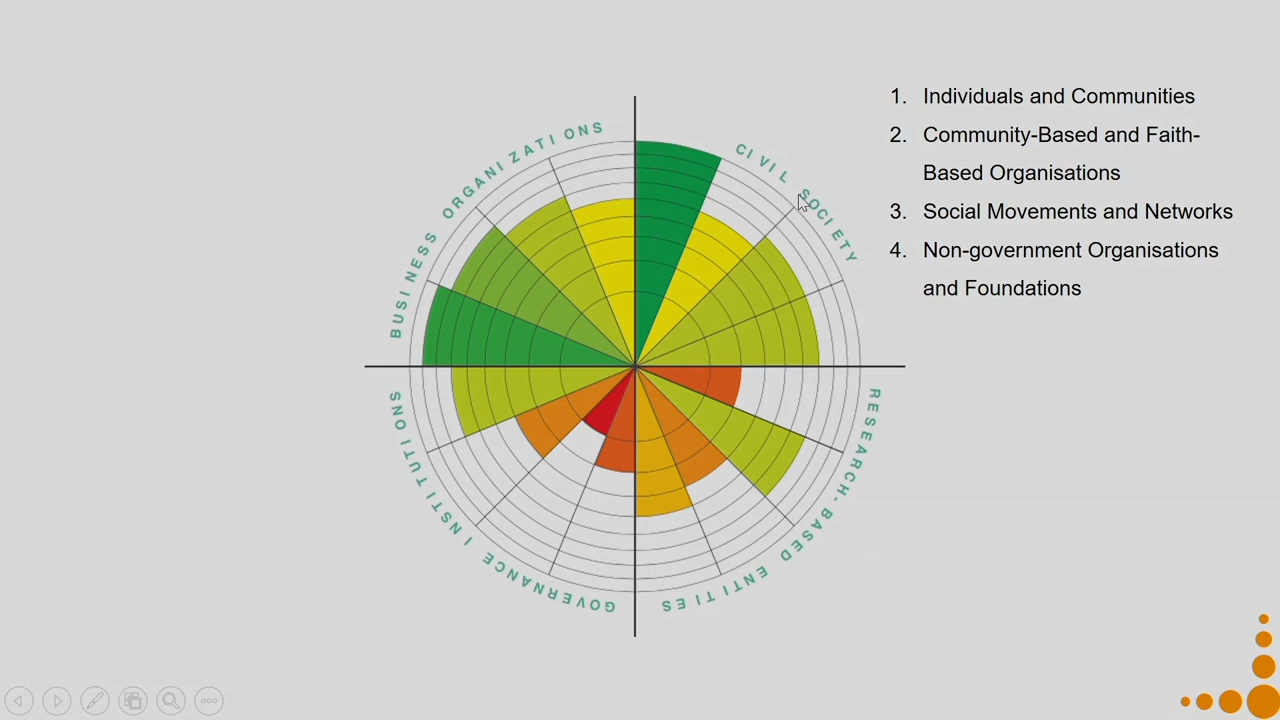 1. Individuals and Communities
2. Community-Based and Faith-
Based Organisations
3. Social Movements and Networks
4. Non-government Organisations
and Foundations
BUSINESS ORGANIZATIONS
CIVIL SOCIETY
RESEARCH-BASED ENTITIES
GOVERNANCE INSTITUTIONS